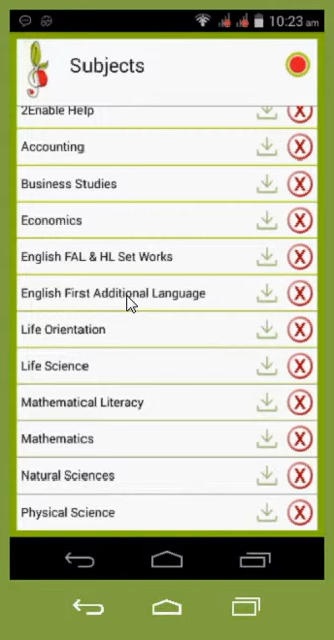 10:23 am
Subjects
2Enable Help
Accounting
Business Studies
Economics
English FAL & HL Set Works
English First Additional Language
Life Orientation
Life Science
Mathematical Literacy
Mathematics
Natural Sciences
Physical Science